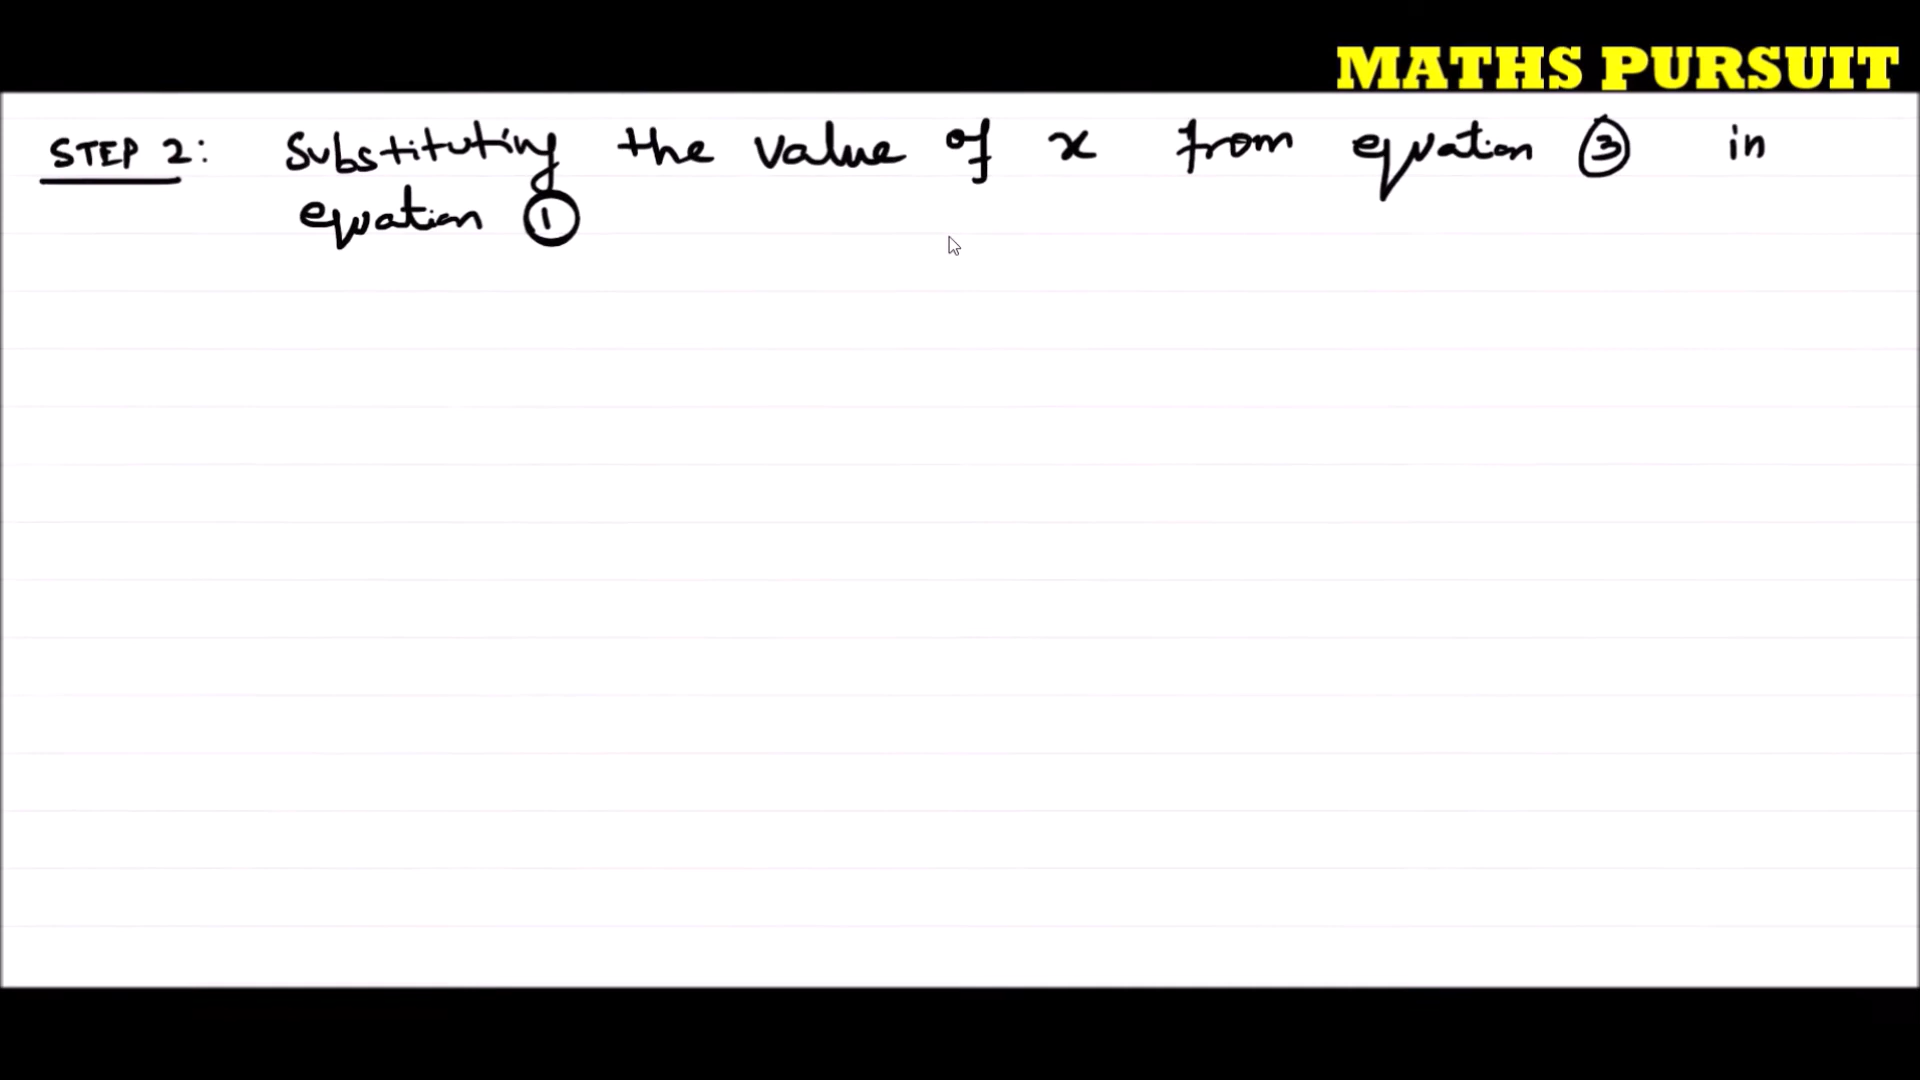 MATHS PURSUIT
STEP 2: Substituting the value of x from equation ③ in
equation ①